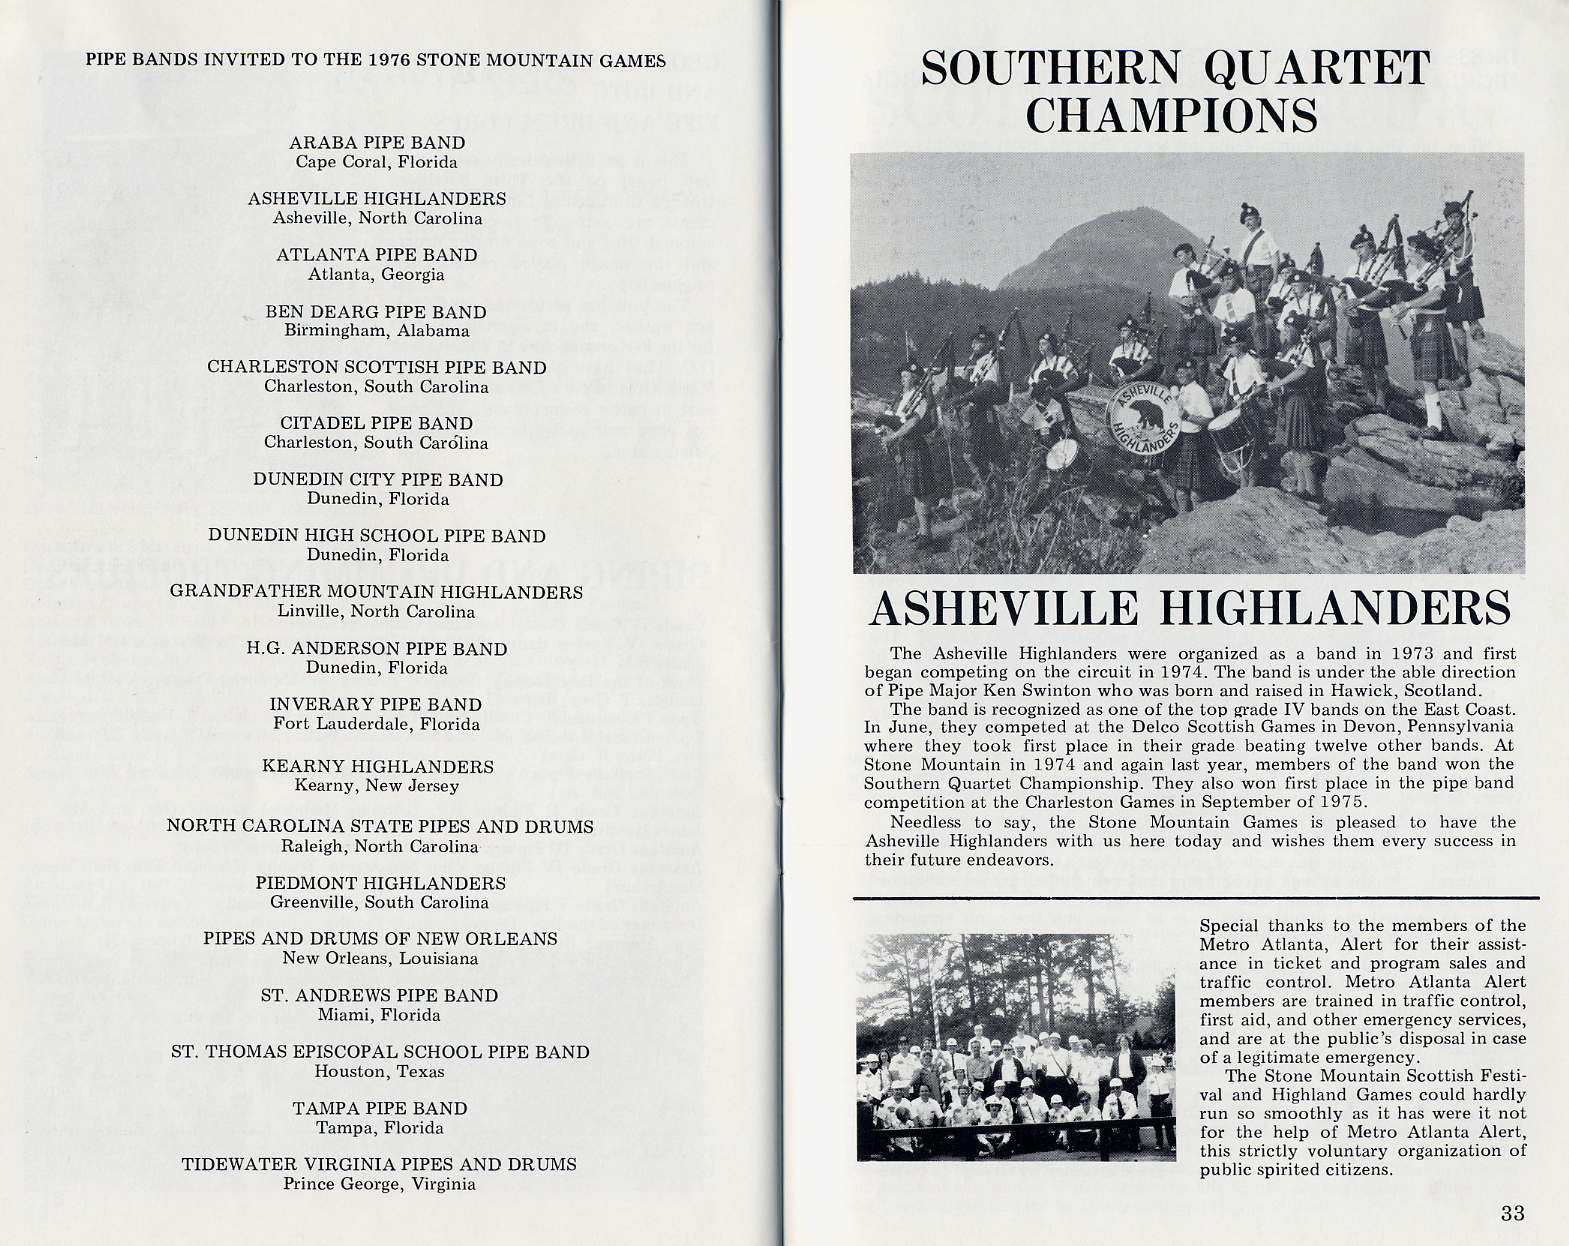 PIPE BANDS INVITED TO THE 1976 STONE MOUNTAIN GAMES
ARABA PIPE BAND
Cape Coral, Florida
ASHEVILLE HIGHLANDERS
Asheville, North Carolina
ATLANTA PIPE BAND
Atlanta, Georgia
BEN DEARG PIPE BAND
Birmingham, Alabama
CHARLESTON SCOTTISH PIPE BAND
Charleston, South Carolina
CITADEL PIPE BAND
Charleston, South Carolina
DUNEDIN CITY PIPE BAND
Dunedin, Florida
DUNEDIN HIGH SCHOOL PIPE BAND
Dunedin, Florida
GRANDFATHER MOUNTAIN HIGHLANDERS
Linville, North Carolina
H.G. ANDERSON PIPE BAND
Dunedin, Florida
INVERARY PIPE BAND
Fort Lauderdale, Florida
KEARNY HIGHLANDERS
Kearny, New Jersey
NORTH CAROLINA STATE PIPES AND DRUMS
Raleigh, North Carolina
PIEDMONT HIGHLANDERS
Greenville, South Carolina
PIPES AND DRUMS OF NEW ORLEANS
New Orleans, Louisiana
ST. ANDREWS PIPE BAND
Miami, Florida
ST. THOMAS EPISCOPAL SCHOOL PIPE BAND
Houston, Texas
TAMPA PIPE BAND
Tampa, Florida
TIDEWATER VIRGINIA PIPES AND DRUMS
Prince George, Virginia
SOUTHERN QUARTET
CHAMPIONS
ASHEVILLE
HIGHLANDERS
ASHEVILLE HIGHLANDERS
The Asheville Highlanders were organized as a band in 1973 and first
began competing on the circuit in 1974. The band is under the able direction
of Pipe Major Ken Swinton who was born and raised in Hawick, Scotland.
The band is recognized as one of the top grade IV bands on the East Coast.
In June, they competed at the Delco Scottish Games in Devon, Pennsylvania
where they took first place in their grade beating twelve other bands. At
Stone Mountain in 1974 and again last year, members of the band won the
Southern Quartet Championship. They also won first place in the pipe band
competition at the Charleston Games in September of 1975.
Needless to say, the Stone Mountain Games is pleased to have the
Asheville Highlanders with us here today and wishes them every success in
their future endeavors.
Special thanks to the members of the
Metro Atlanta, Alert for their assist-
ance in ticket and program sales and
traffic control. Metro Atlanta Alert
members are trained in traffic control,
first aid, and other emergency services,
and are at the public's disposal in case
of a legitimate emergency.
The Stone Mountain Scottish Festi-
val and Highland Games could hardly
run so smoothly as it has were it not
for the help of Metro Atlanta Alert,
this strictly voluntary organization of
public spirited citizens.
33